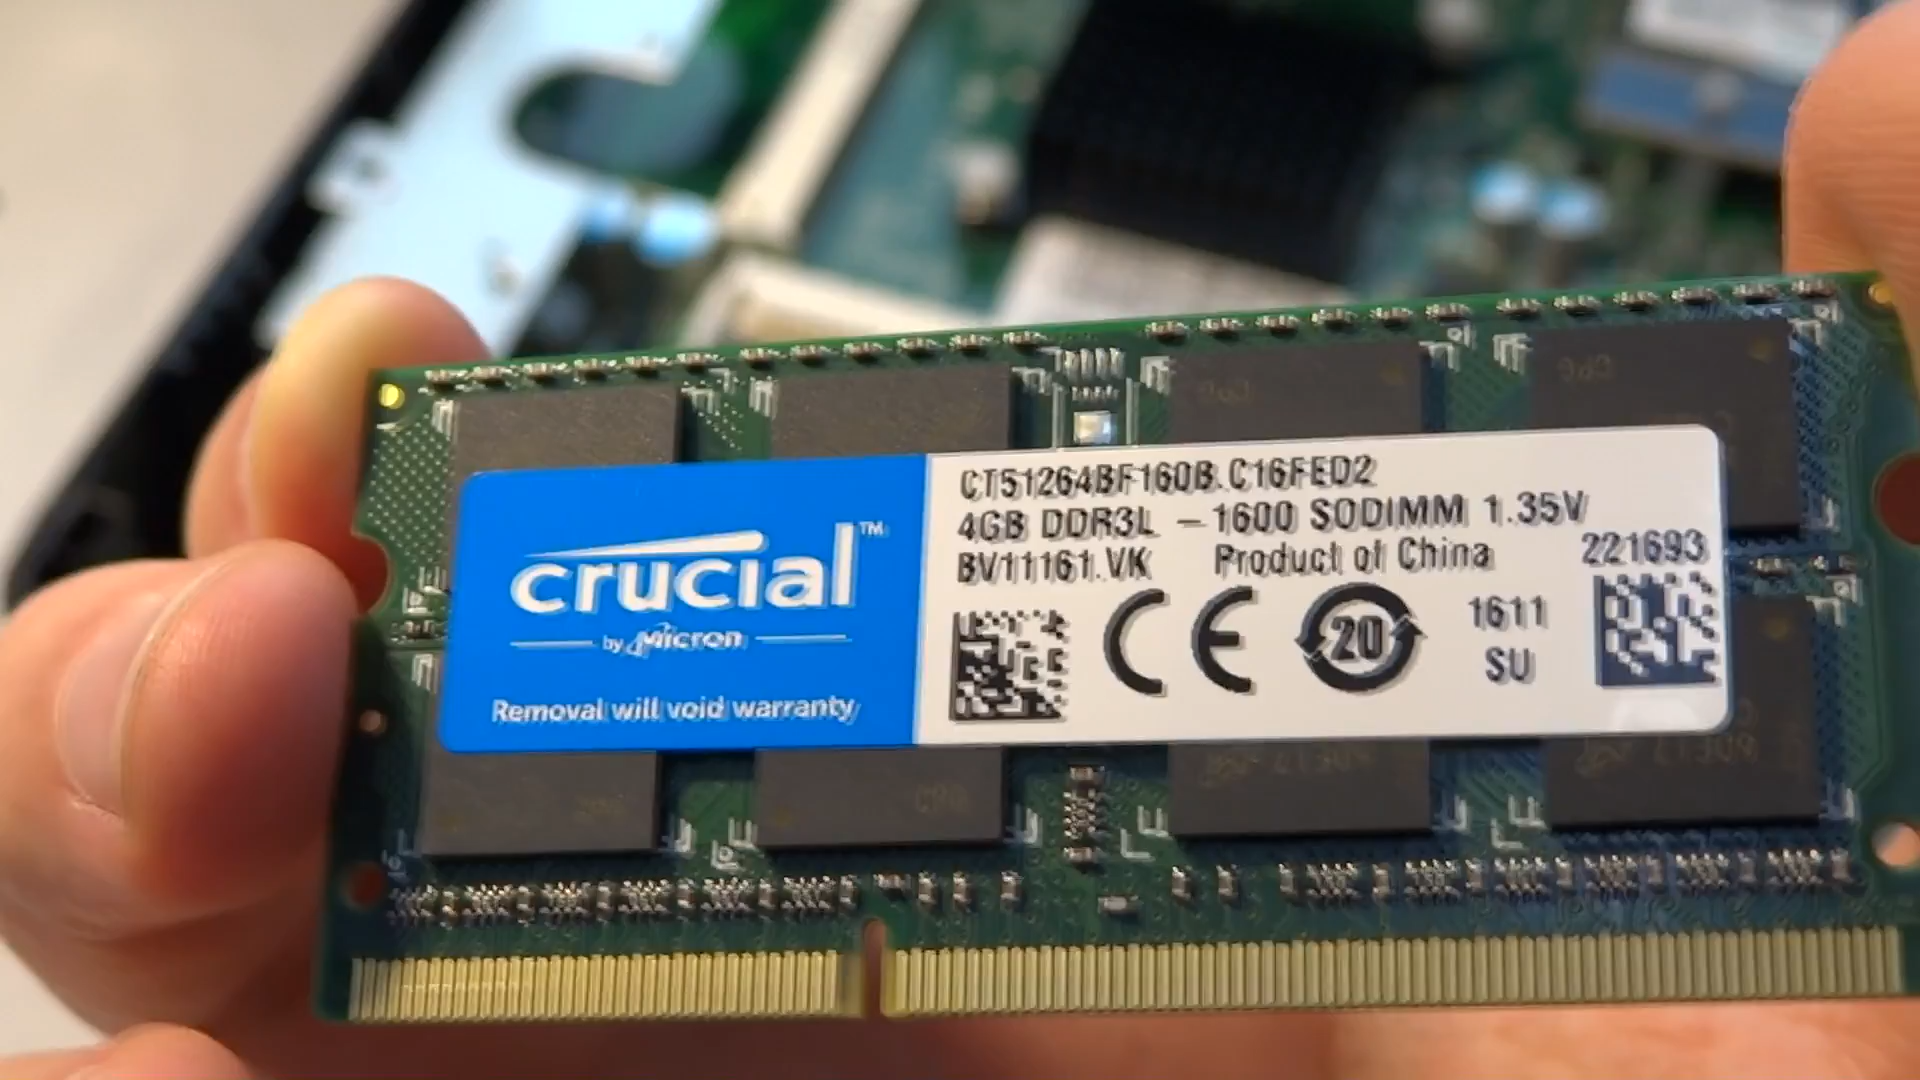 crucial™
by Micron
Removal will void warranty
CT51264BF160B.C16FED2
4GB DDR3L -1600 SODIMM 1.35V
BV11161.VK Product of China
221693
CE
20
1611
SU